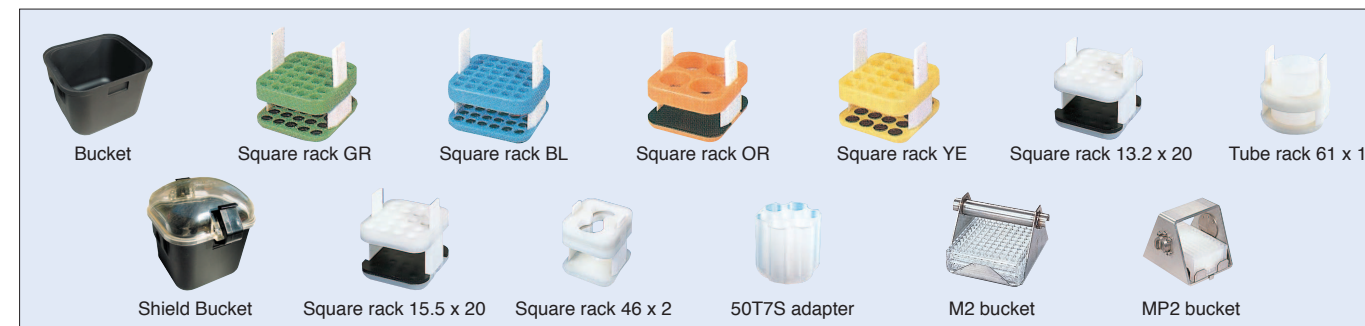 Bucket
Square rack GR
Square rack BL
Square rack OR
Square rack YE
Square rack 13.2 x 20
Tube rack 61 x 1
Shield Bucket
Square rack 15.5 x 20
Square rack 46 x 2
50T7S adapter
M2 bucket
MP2 bucket